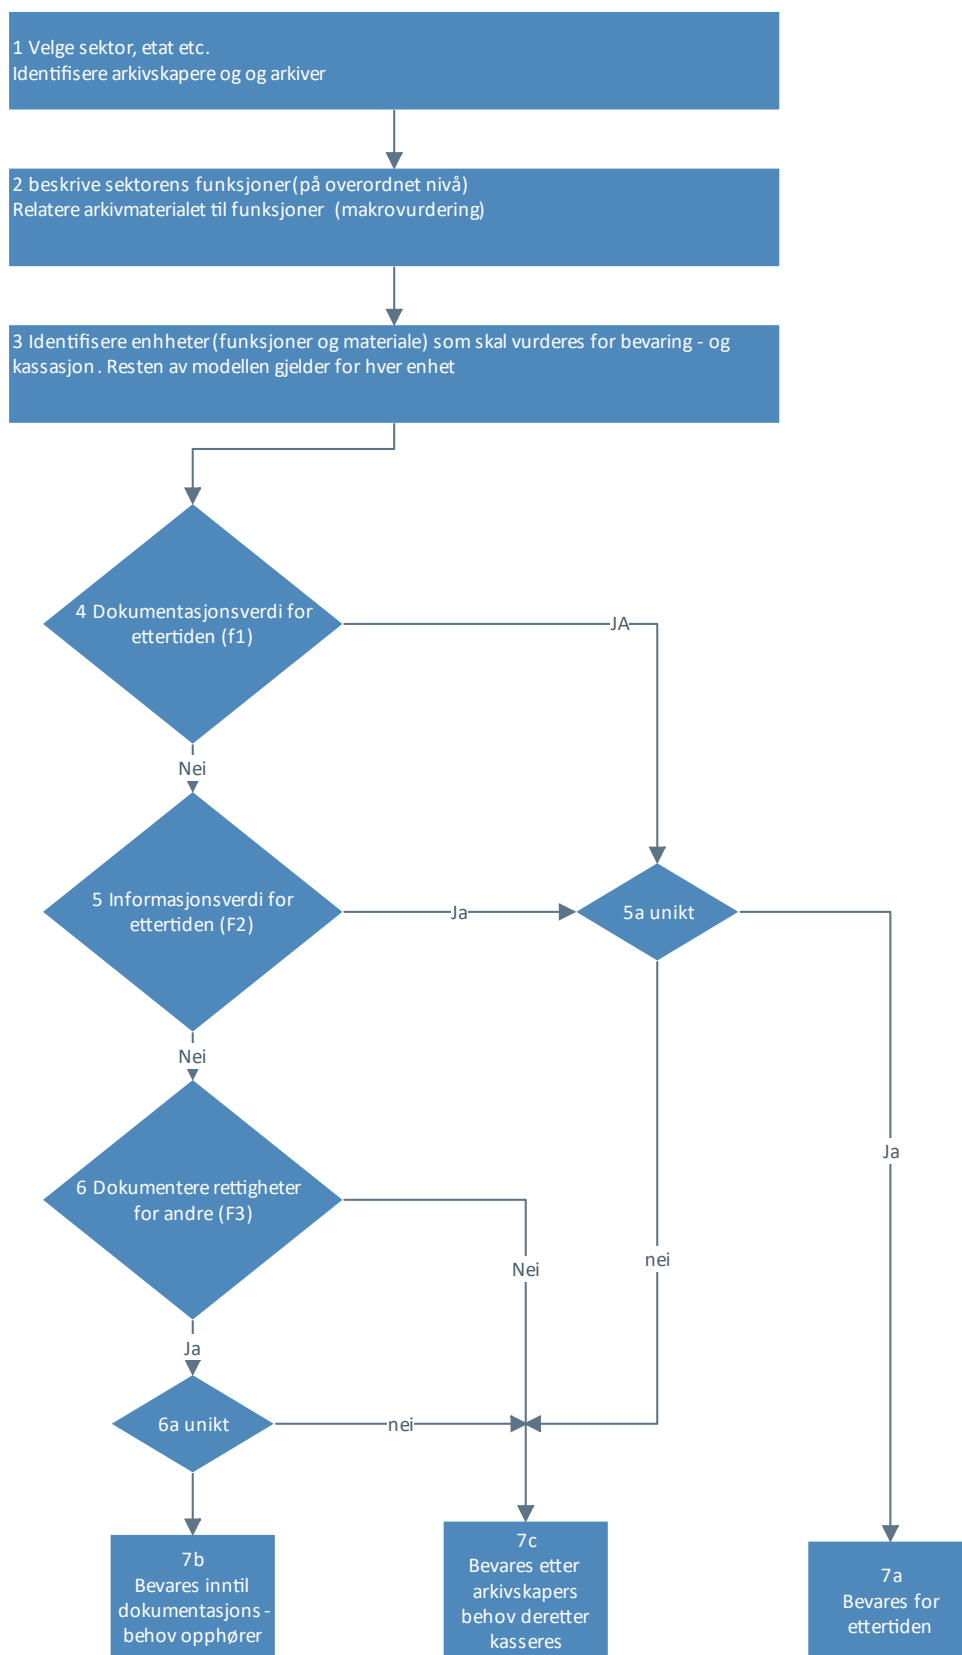 1 Velge sektor, etat etc.
Identifisere arkivskapere og og arkiver
2 beskrive sektorens funksjoner (på overordnet nivå)
Relatere arkivmaterialet til funksjoner (makrovurdering)
3 Identifisere enhheter (funksjoner og materiale) som skal vurderes for bevaring - og
kassasjon . Resten av modellen gjelder for hver enhet
4 Dokumentasjonsverdi for
ettertiden (f1)
JA
Nei
5 Informasjonsverdi for
ettertiden (F2)
Ja
5a unikt
Nei
Ja
6 Dokumentere rettigheter
for andre (F3)
Nei
nei
Ja
6a unikt
nei
7b
Bevares inntil
dokumentasjons -
behov opphører
7c
Bevares etter
arkivskapers
behov deretter
kasseres
7a
Bevares for
ettertiden